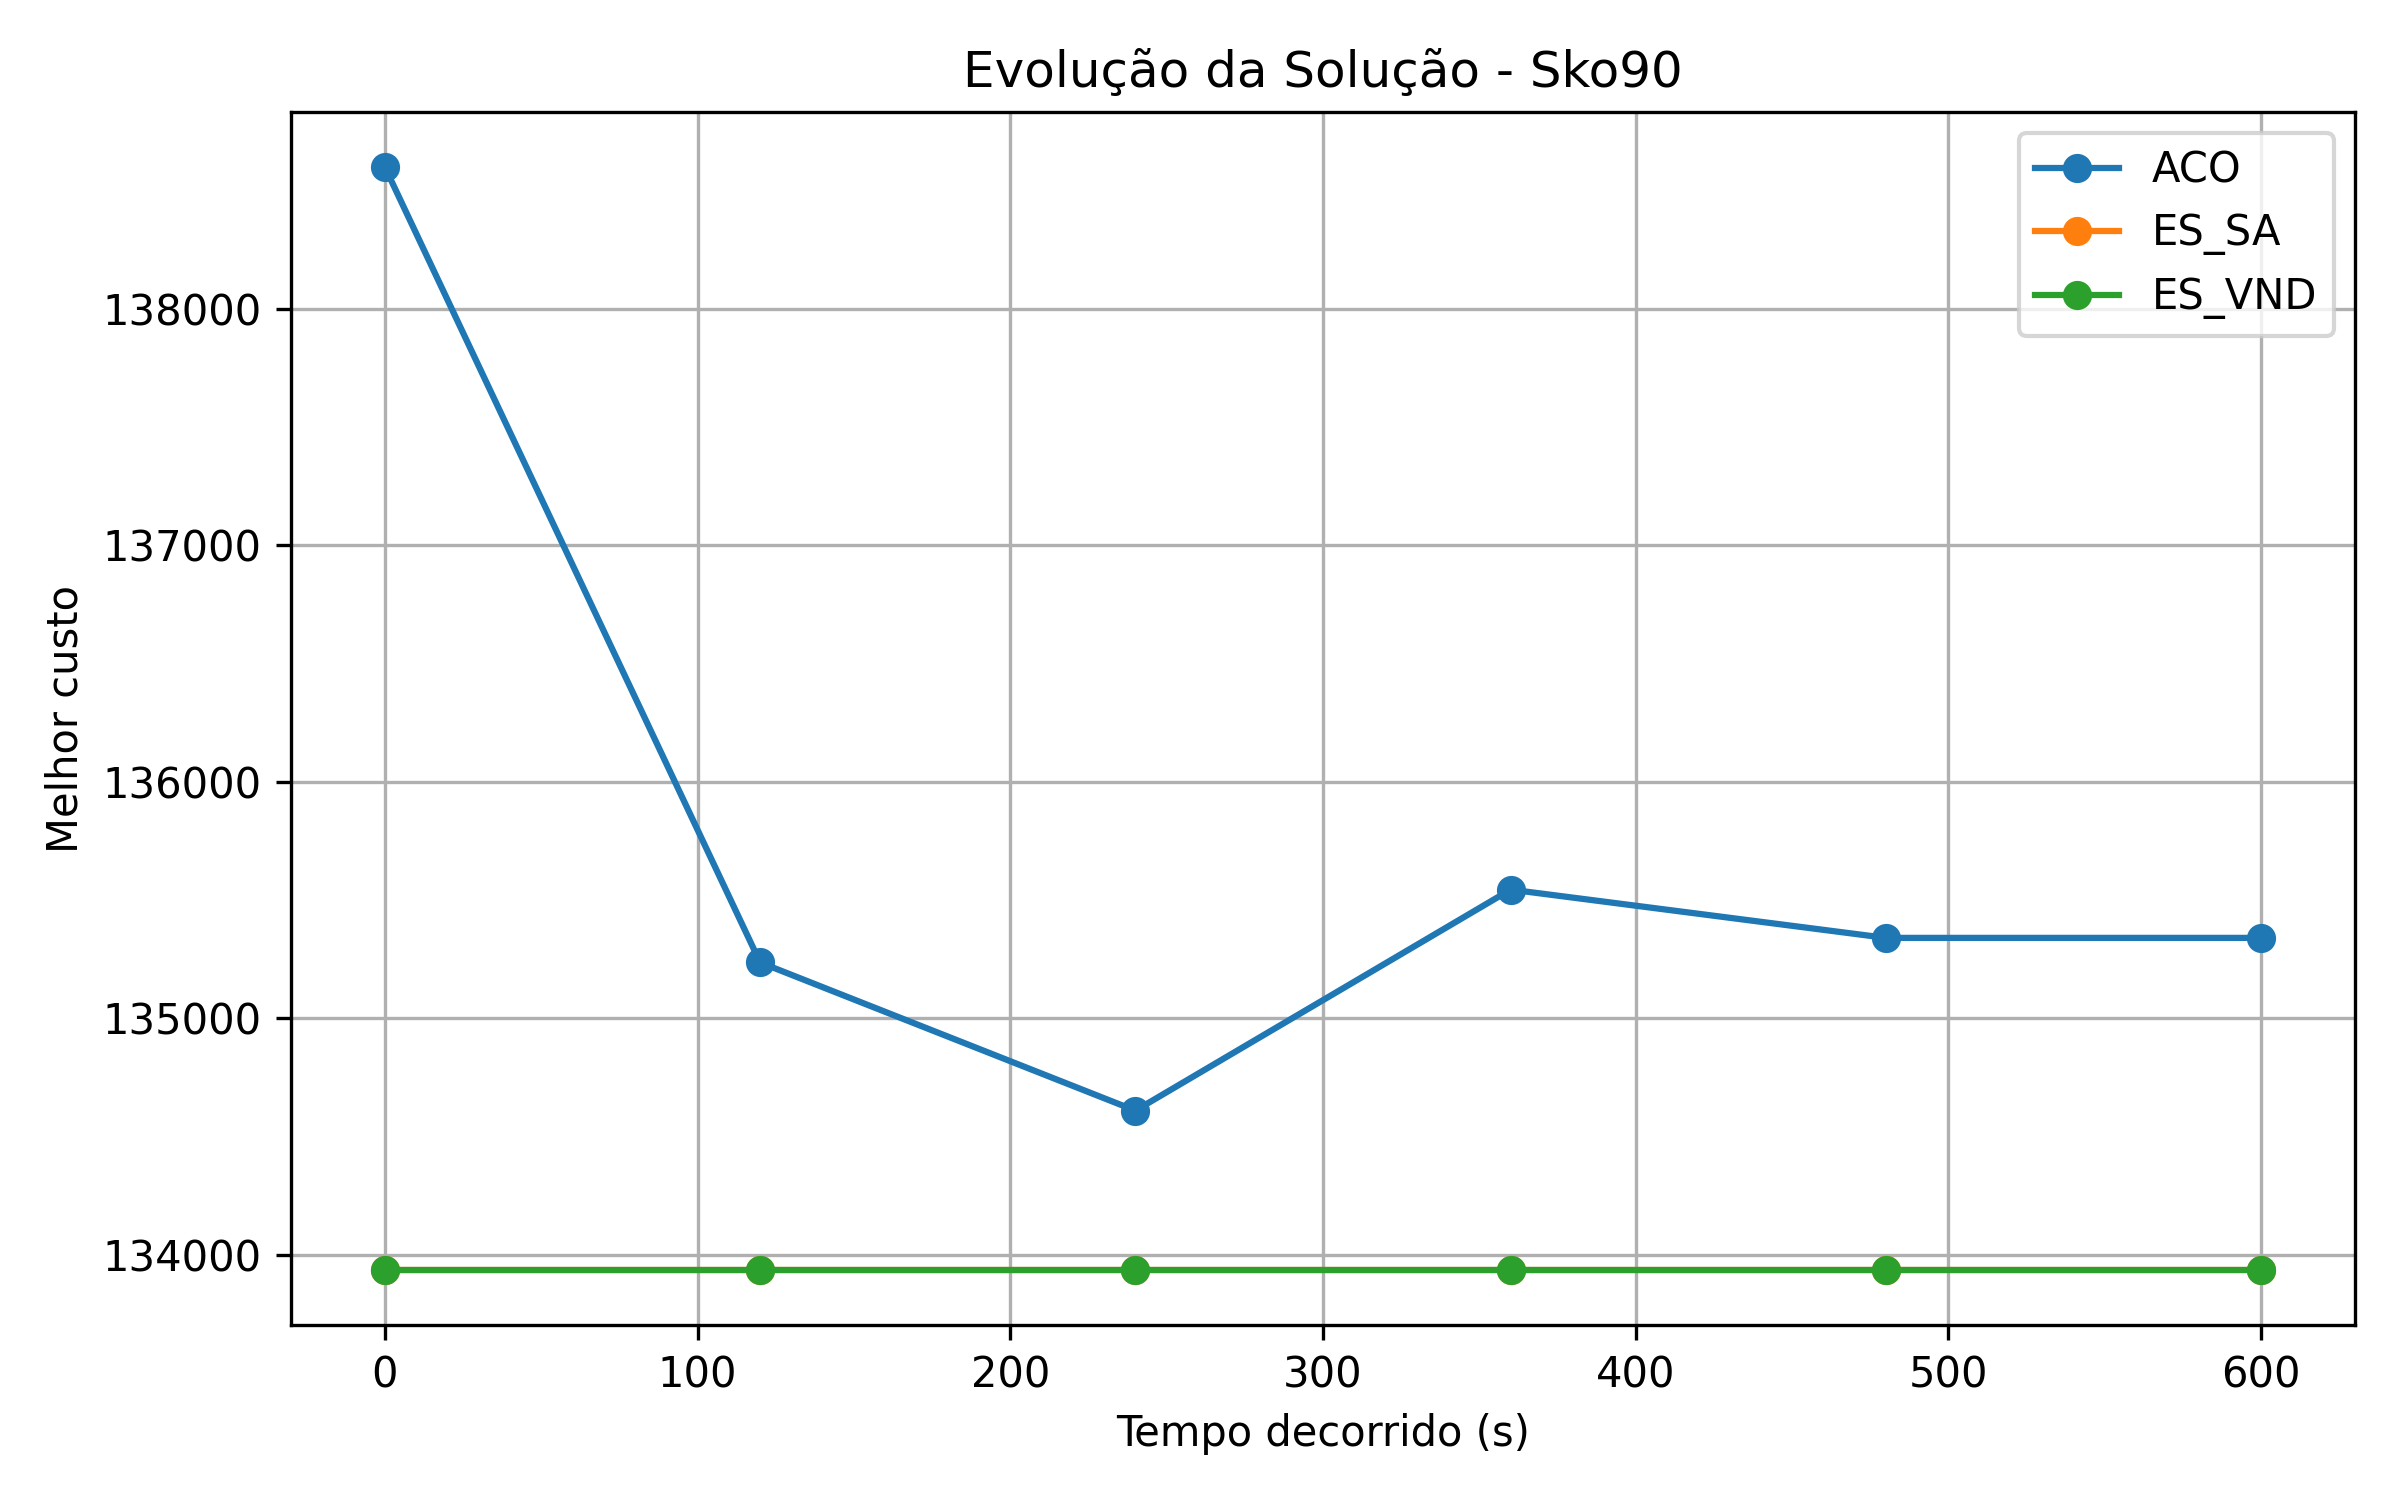 Evolução da Solução - Sko90
ACO
ES_SA
ES_VND
138000
137000
136000
135000
134000
Melhor custo
0 100 200 300 400 500 600
Tempo decorrido (s)